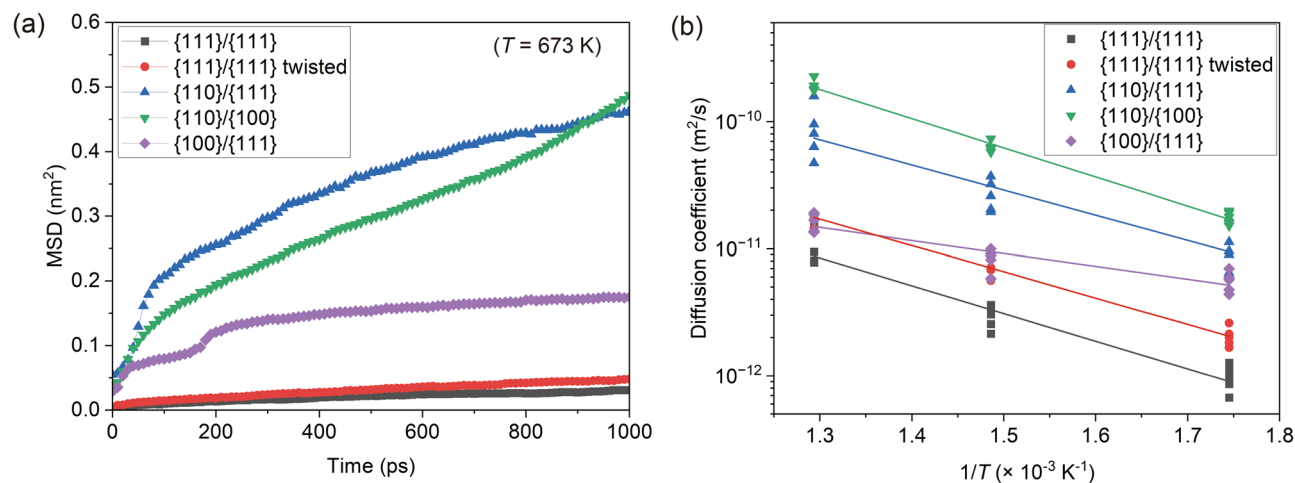 (a)
MSD (nm²)
0.6
0.5
0.4
0.3
0.2
0.1
0.0
{111}/{111}
{111}/{111} twisted
{110}/{111}
{110}/{100}
{100}/{111}
(T = 673 K)
0 200 400 600 800 1000
Time (ps)
(b)
Diffusion coefficient (m²/s)
10⁻¹⁰
10⁻¹¹
10⁻¹²
{111}/{111}
{111}/{111} twisted
{110}/{111}
{110}/{100}
{100}/{111}
1.3 1.4 1.5 1.6 1.7 1.8
1/T (× 10⁻³ K⁻¹)